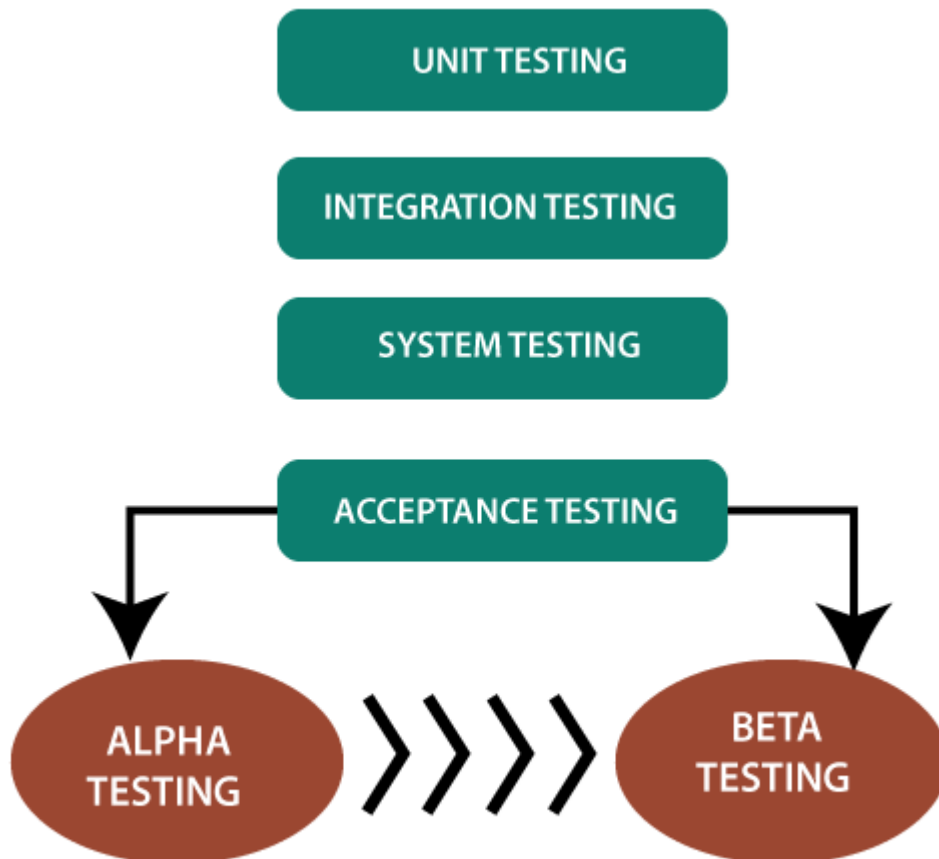 UNIT TESTING
INTEGRATION TESTING
SYSTEM TESTING
ACCEPTANCE TESTING
ALPHA
TESTING
BETA
TESTING